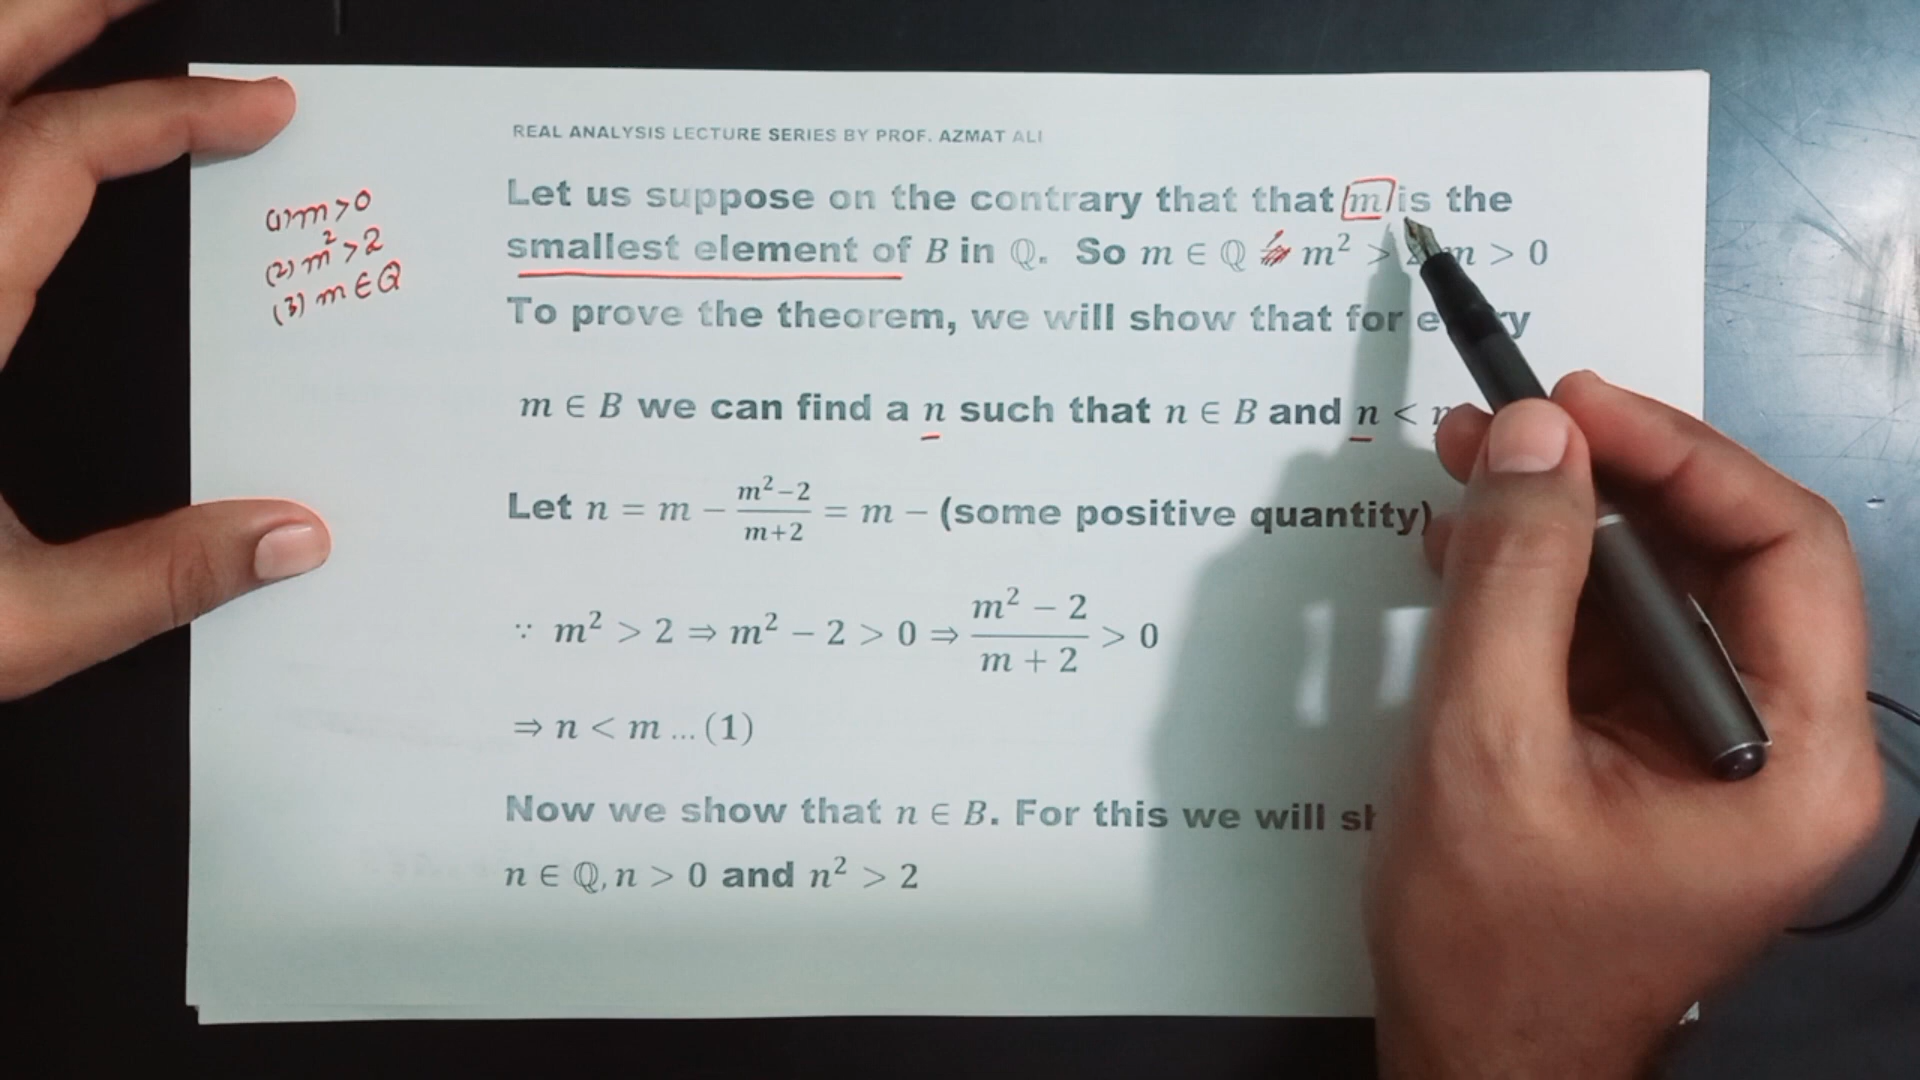 REAL ANALYSIS LECTURE SERIES BY PROF. AZMAT ALI
(1) m > 0
(2) m² > 2
(3) m ∈ Q
Let us suppose on the contrary that that m is the
smallest element of B in ℚ. So m ∈ ℚ m² > m > 0
To prove the theorem, we will show that for
m ∈ B we can find a n such that n ∈ B and n <
Let n = m − (m²−2)/(m+2) = m − (some positive quantity)
∵ m² > 2 ⇒ m² − 2 > 0 ⇒ (m² − 2)/(m + 2) > 0
⇒ n < m ... (1)
Now we show that n ∈ B. For this we will
n ∈ ℚ, n > 0 and n² > 2